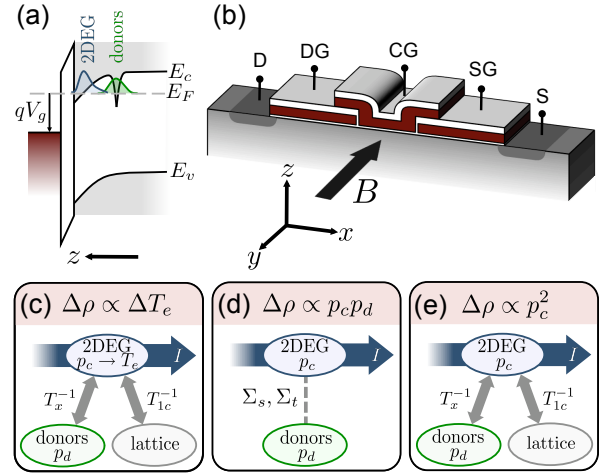 (a)
2DEG
donors
E_c
E_F
qV_g
E_v
z
(b)
D
DG
CG
SG
S
B
z
y
x
(c) Δρ ∝ ΔT_e
2DEG
p_c → T_e
I
T_x^{-1}
T_{1c}^{-1}
donors
p_d
lattice
(d) Δρ ∝ p_c p_d
2DEG
p_c
I
Σ_s, Σ_t
donors
p_d
(e) Δρ ∝ p_c^2
2DEG
p_c
I
T_x^{-1}
T_{1c}^{-1}
donors
p_d
lattice